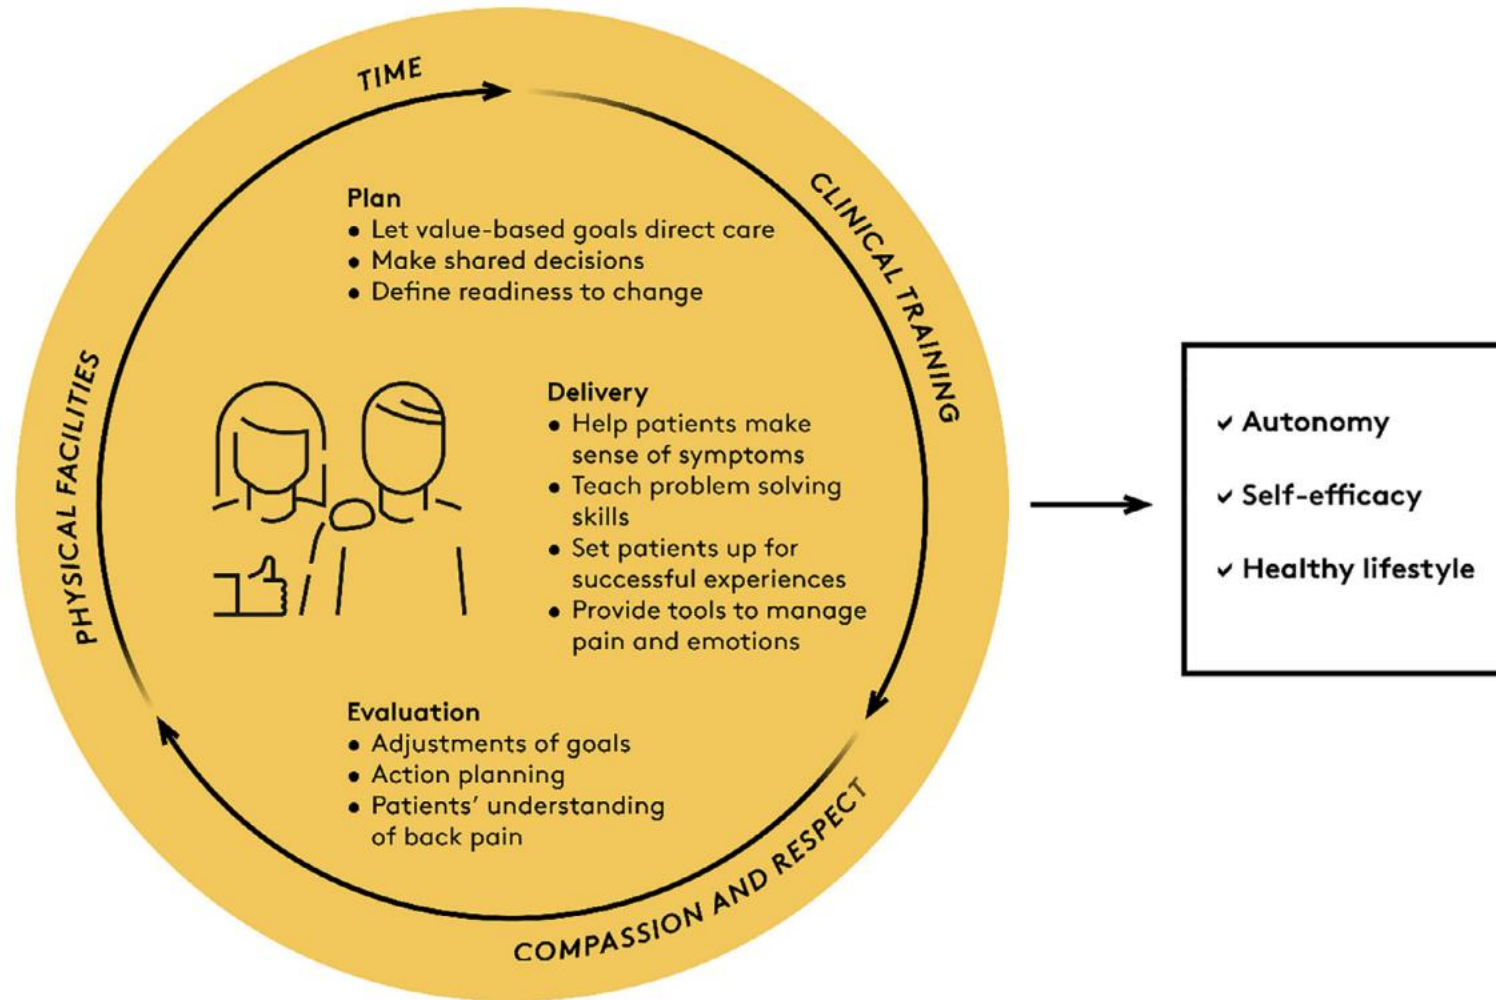 TIME
CLINICAL TRAINING
PHYSICAL FACILITIES
COMPASSION AND RESPECT
Plan
• Let value-based goals direct care
• Make shared decisions
• Define readiness to change
Delivery
• Help patients make
sense of symptoms
• Teach problem solving
skills
• Set patients up for
successful experiences
• Provide tools to manage
pain and emotions
Evaluation
• Adjustments of goals
• Action planning
• Patients’ understanding
of back pain
✓ Autonomy
✓ Self-efficacy
✓ Healthy lifestyle